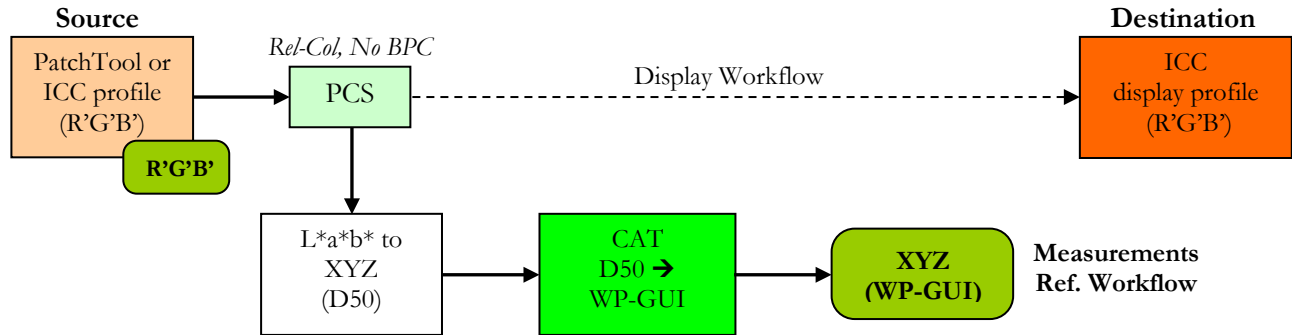 Source
Destination
Rel-Col, No BPC
PatchTool or
ICC profile
(R'G'B')
R'G'B'
PCS
Display Workflow
ICC
display profile
(R'G'B')
L*a*b* to
XYZ
(D50)
CAT
D50 ➔
WP-GUI
XYZ
(WP-GUI)
Measurements
Ref. Workflow